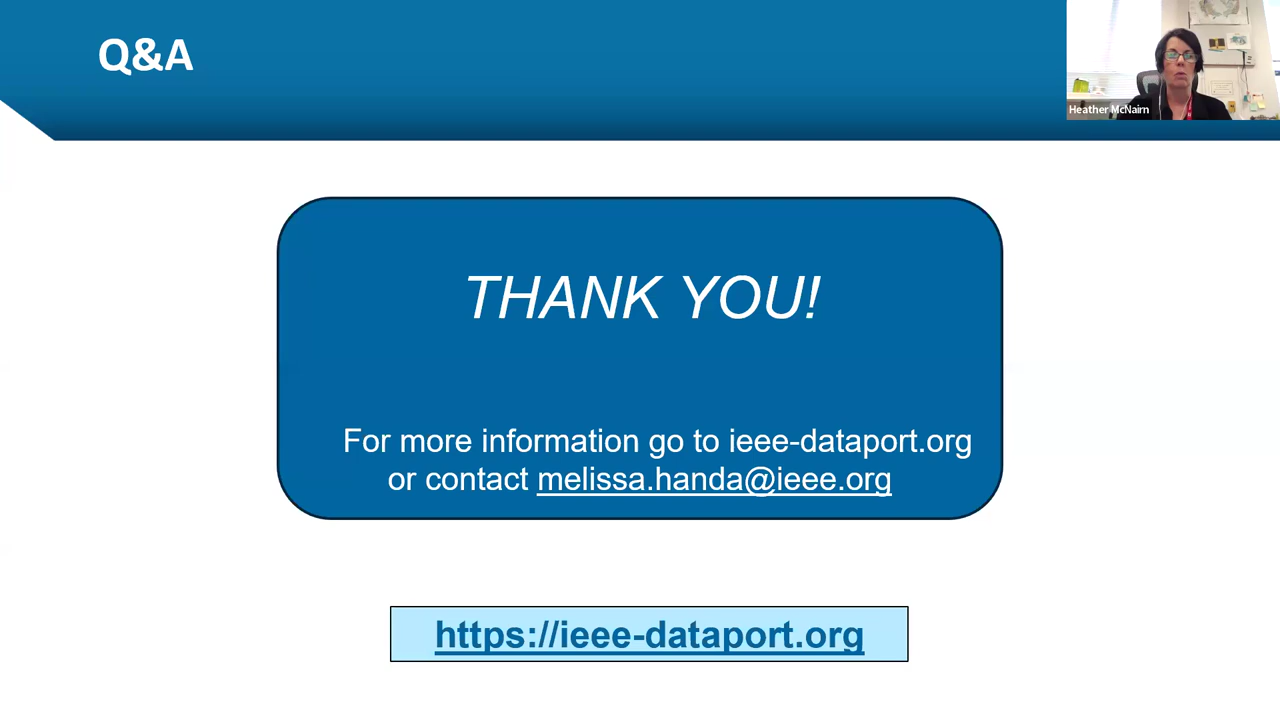 Q&A
Heather McNairn
THANK YOU!
For more information go to ieee-dataport.org
or contact melissa.handa@ieee.org
https://ieee-dataport.org